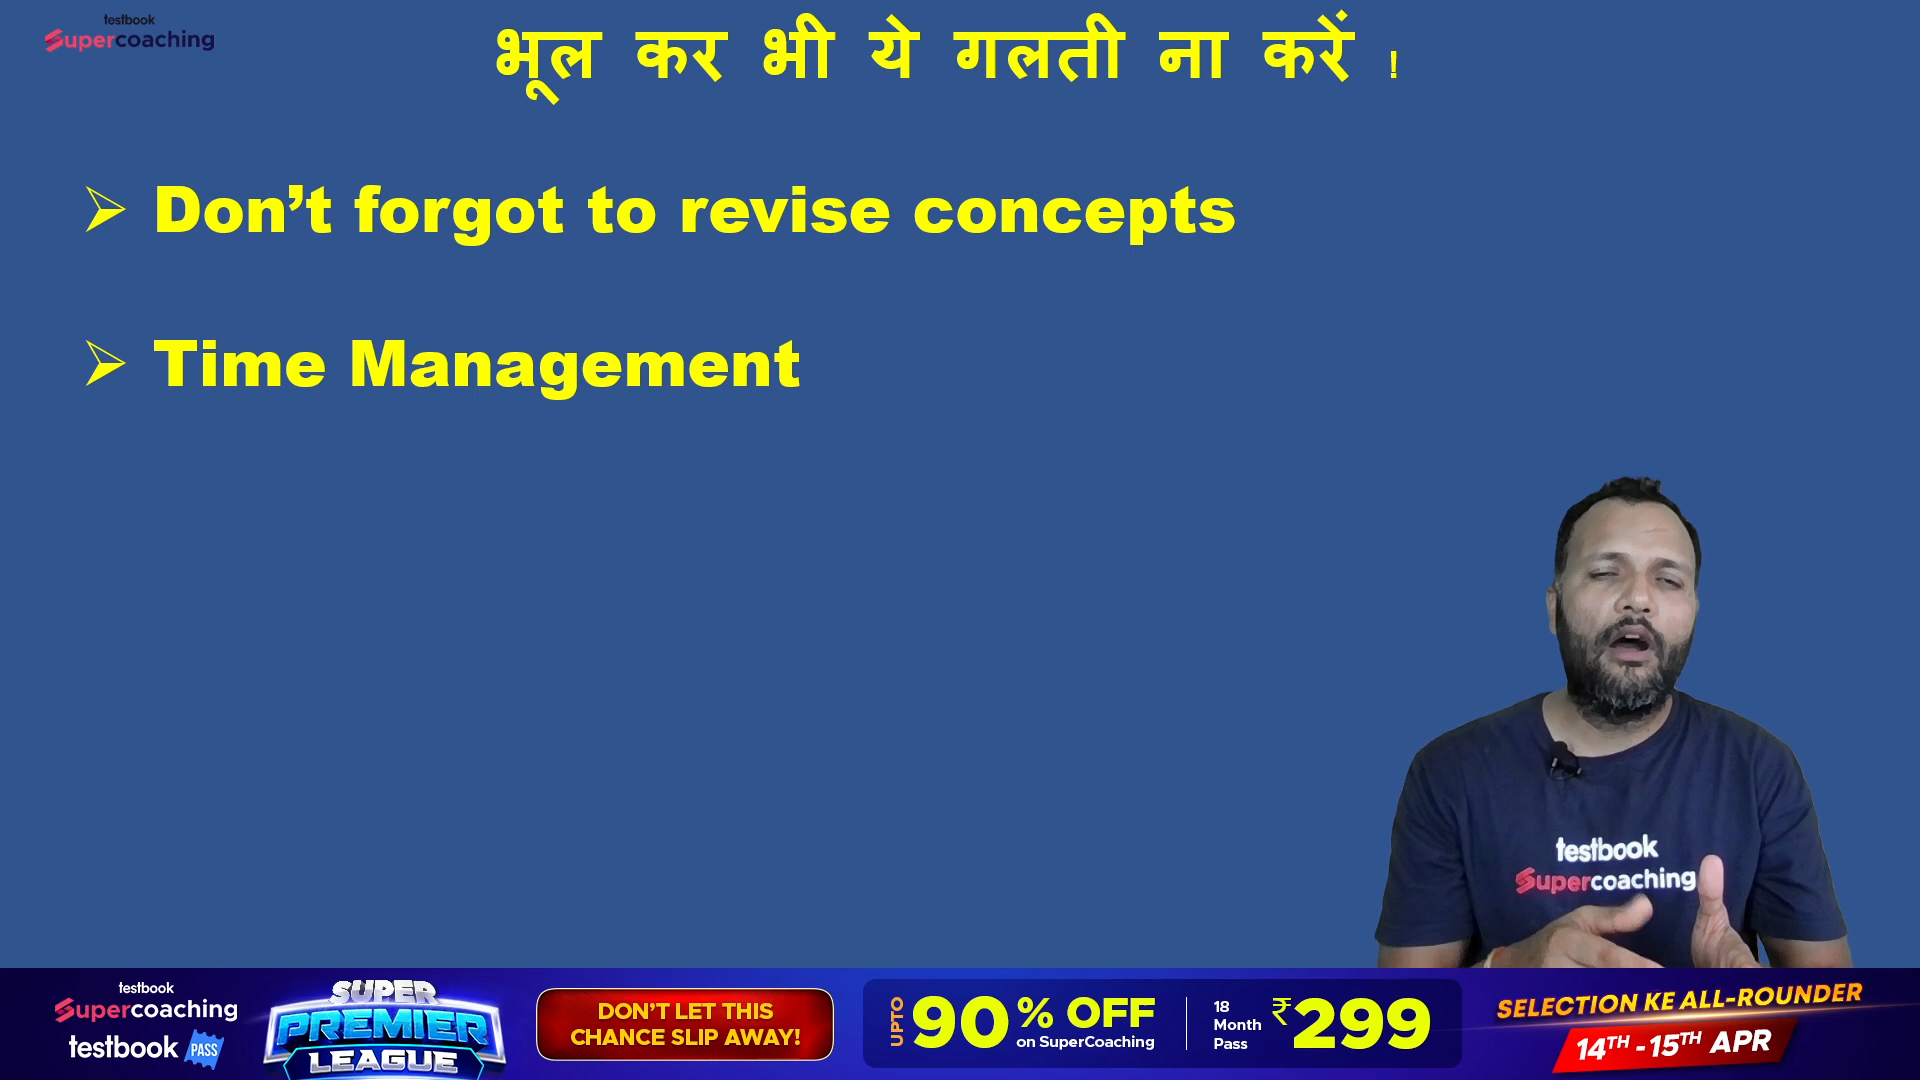 testbook
Supercoaching
भूल कर भी ये गलती ना करें !
Don’t forgot to revise concepts
Time Management
testbook
Supercoaching
testbook
Supercoaching
testbook PASS
SUPER
PREMIER
LEAGUE
DON’T LET THIS
CHANCE SLIP AWAY!
UPTO 90% OFF
on SuperCoaching
18
Month
Pass
₹299
SELECTION KE ALL-ROUNDER
14TH - 15TH APR